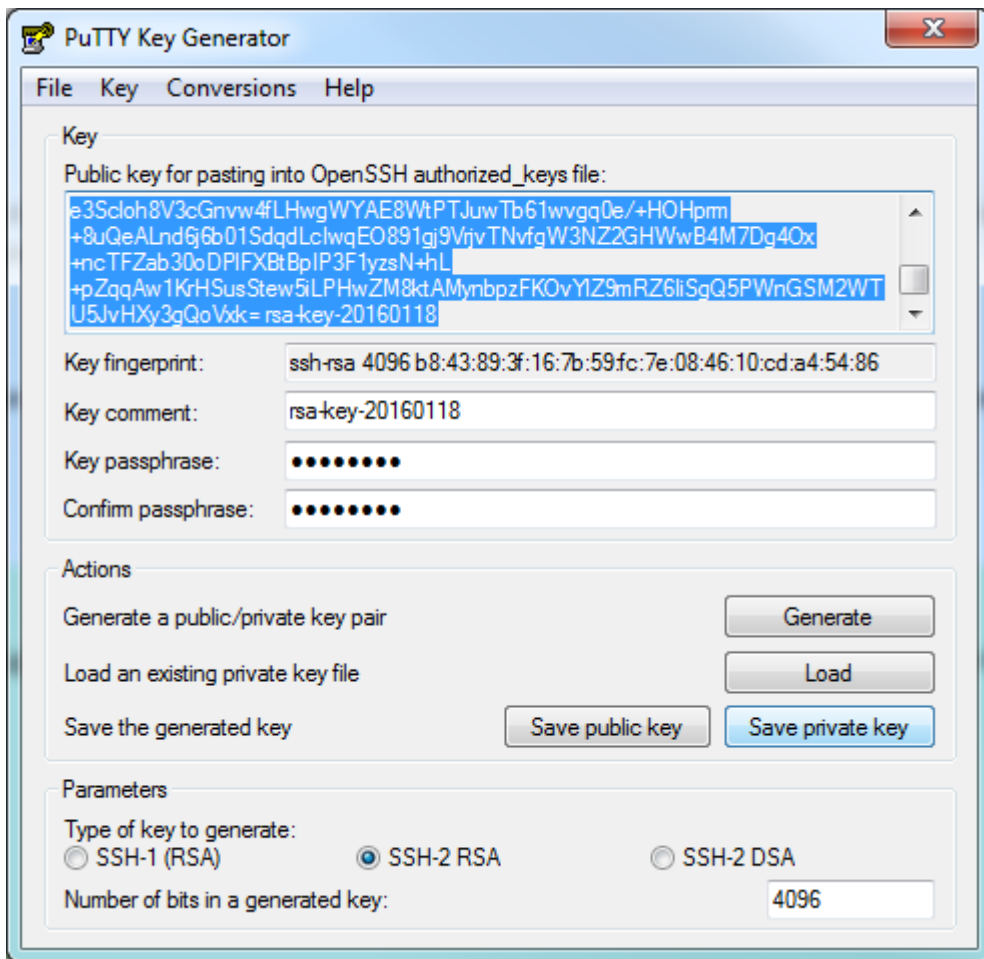 PuTTY Key Generator
File Key Conversions Help
Key
Public key for pasting into OpenSSH authorized_keys file:
e3Scloh8V3cGnvw4fLHwgWYAE8WtPTJuwTb61wvgq0e/+HOHprm
+8uQeALnd6j6b01SdqdLclwqEO891gj9VrjvTNvfgW3NZ2GHWwB4M7Dg4Ox
+ncTFZab30oDPlFXBtBpIP3F1yzsN+hL
+pZqqAw1KrHSusStew5iLPHwZM8ktAMynbpzFKOvYlZ9mRZ6liSgQ5PWnGSM2WT
U5JvHXy3gQoVxk= rsa-key-20160118
Key fingerprint: ssh-rsa 4096 b8:43:89:3f:16:7b:59:fc:7e:08:46:10:cd:a4:54:86
Key comment: rsa-key-20160118
Key passphrase: ●●●●●●●●
Confirm passphrase: ●●●●●●●●
Actions
Generate a public/private key pair Generate
Load an existing private key file Load
Save the generated key Save public key Save private key
Parameters
Type of key to generate:
SSH-1 (RSA) SSH-2 RSA SSH-2 DSA
Number of bits in a generated key: 4096